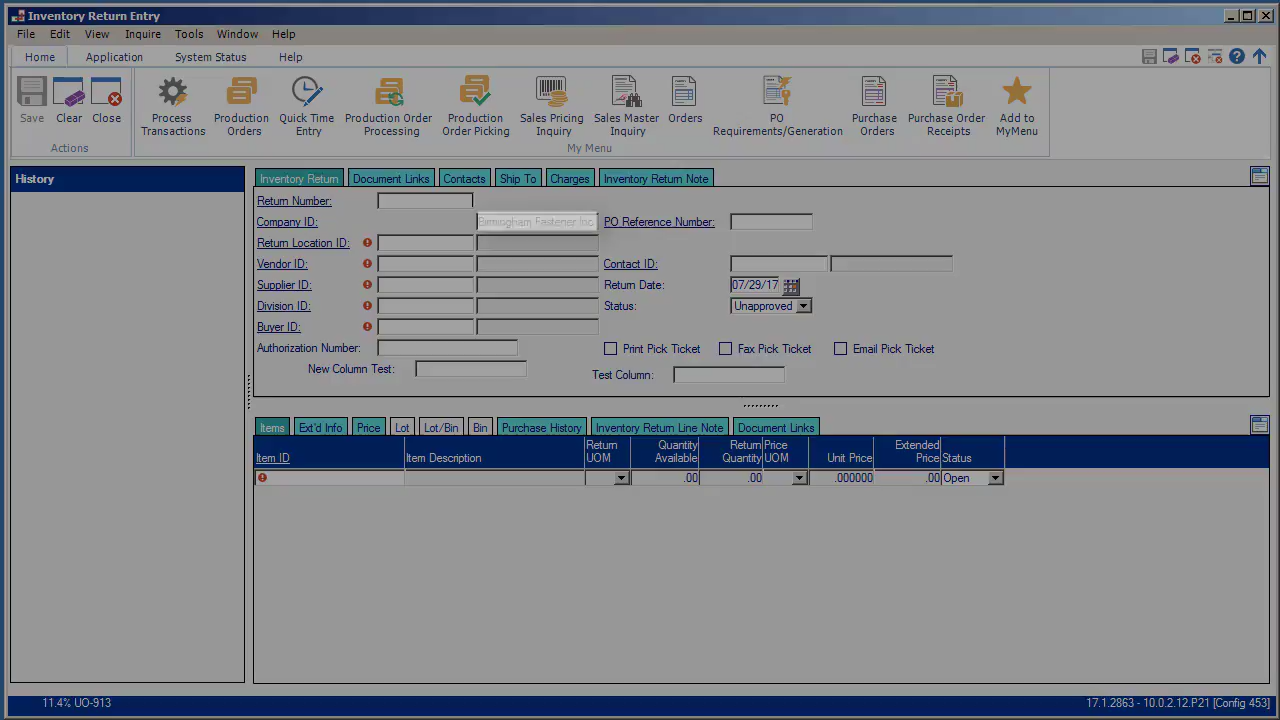 Inventory Return Entry
File Edit View Inquire Tools Window Help
Home Application System Status Help
Save Clear Close
Actions
Process Transactions
Production Orders
Quick Time Entry
Production Order Processing
Production Order Picking
Sales Pricing Inquiry
Sales Master Inquiry
Orders
PO Requirements/Generation
Purchase Orders
Purchase Order Receipts
Add to MyMenu
My Menu
History
Inventory Return Document Links Contacts Ship To Charges Inventory Return Note
Return Number:
Company ID: Birmingham Fastener Inc. PO Reference Number:
Return Location ID:
Vendor ID: Contact ID:
Supplier ID: Return Date: 07/29/17
Division ID: Status: Unapproved
Buyer ID:
Authorization Number: Print Pick Ticket Fax Pick Ticket Email Pick Ticket
New Column Test: Test Column:
Items Ext'd Info Price Lot Lot/Bin Bin Purchase History Inventory Return Line Note Document Links
Item ID Item Description Return UOM Quantity Available Return Quantity Price UOM Unit Price Extended Price Status
.00 .00 .000000 .00 Open
11.4% UO-913 17.1.2863 - 10.0.2.12.P21 [Config 453]